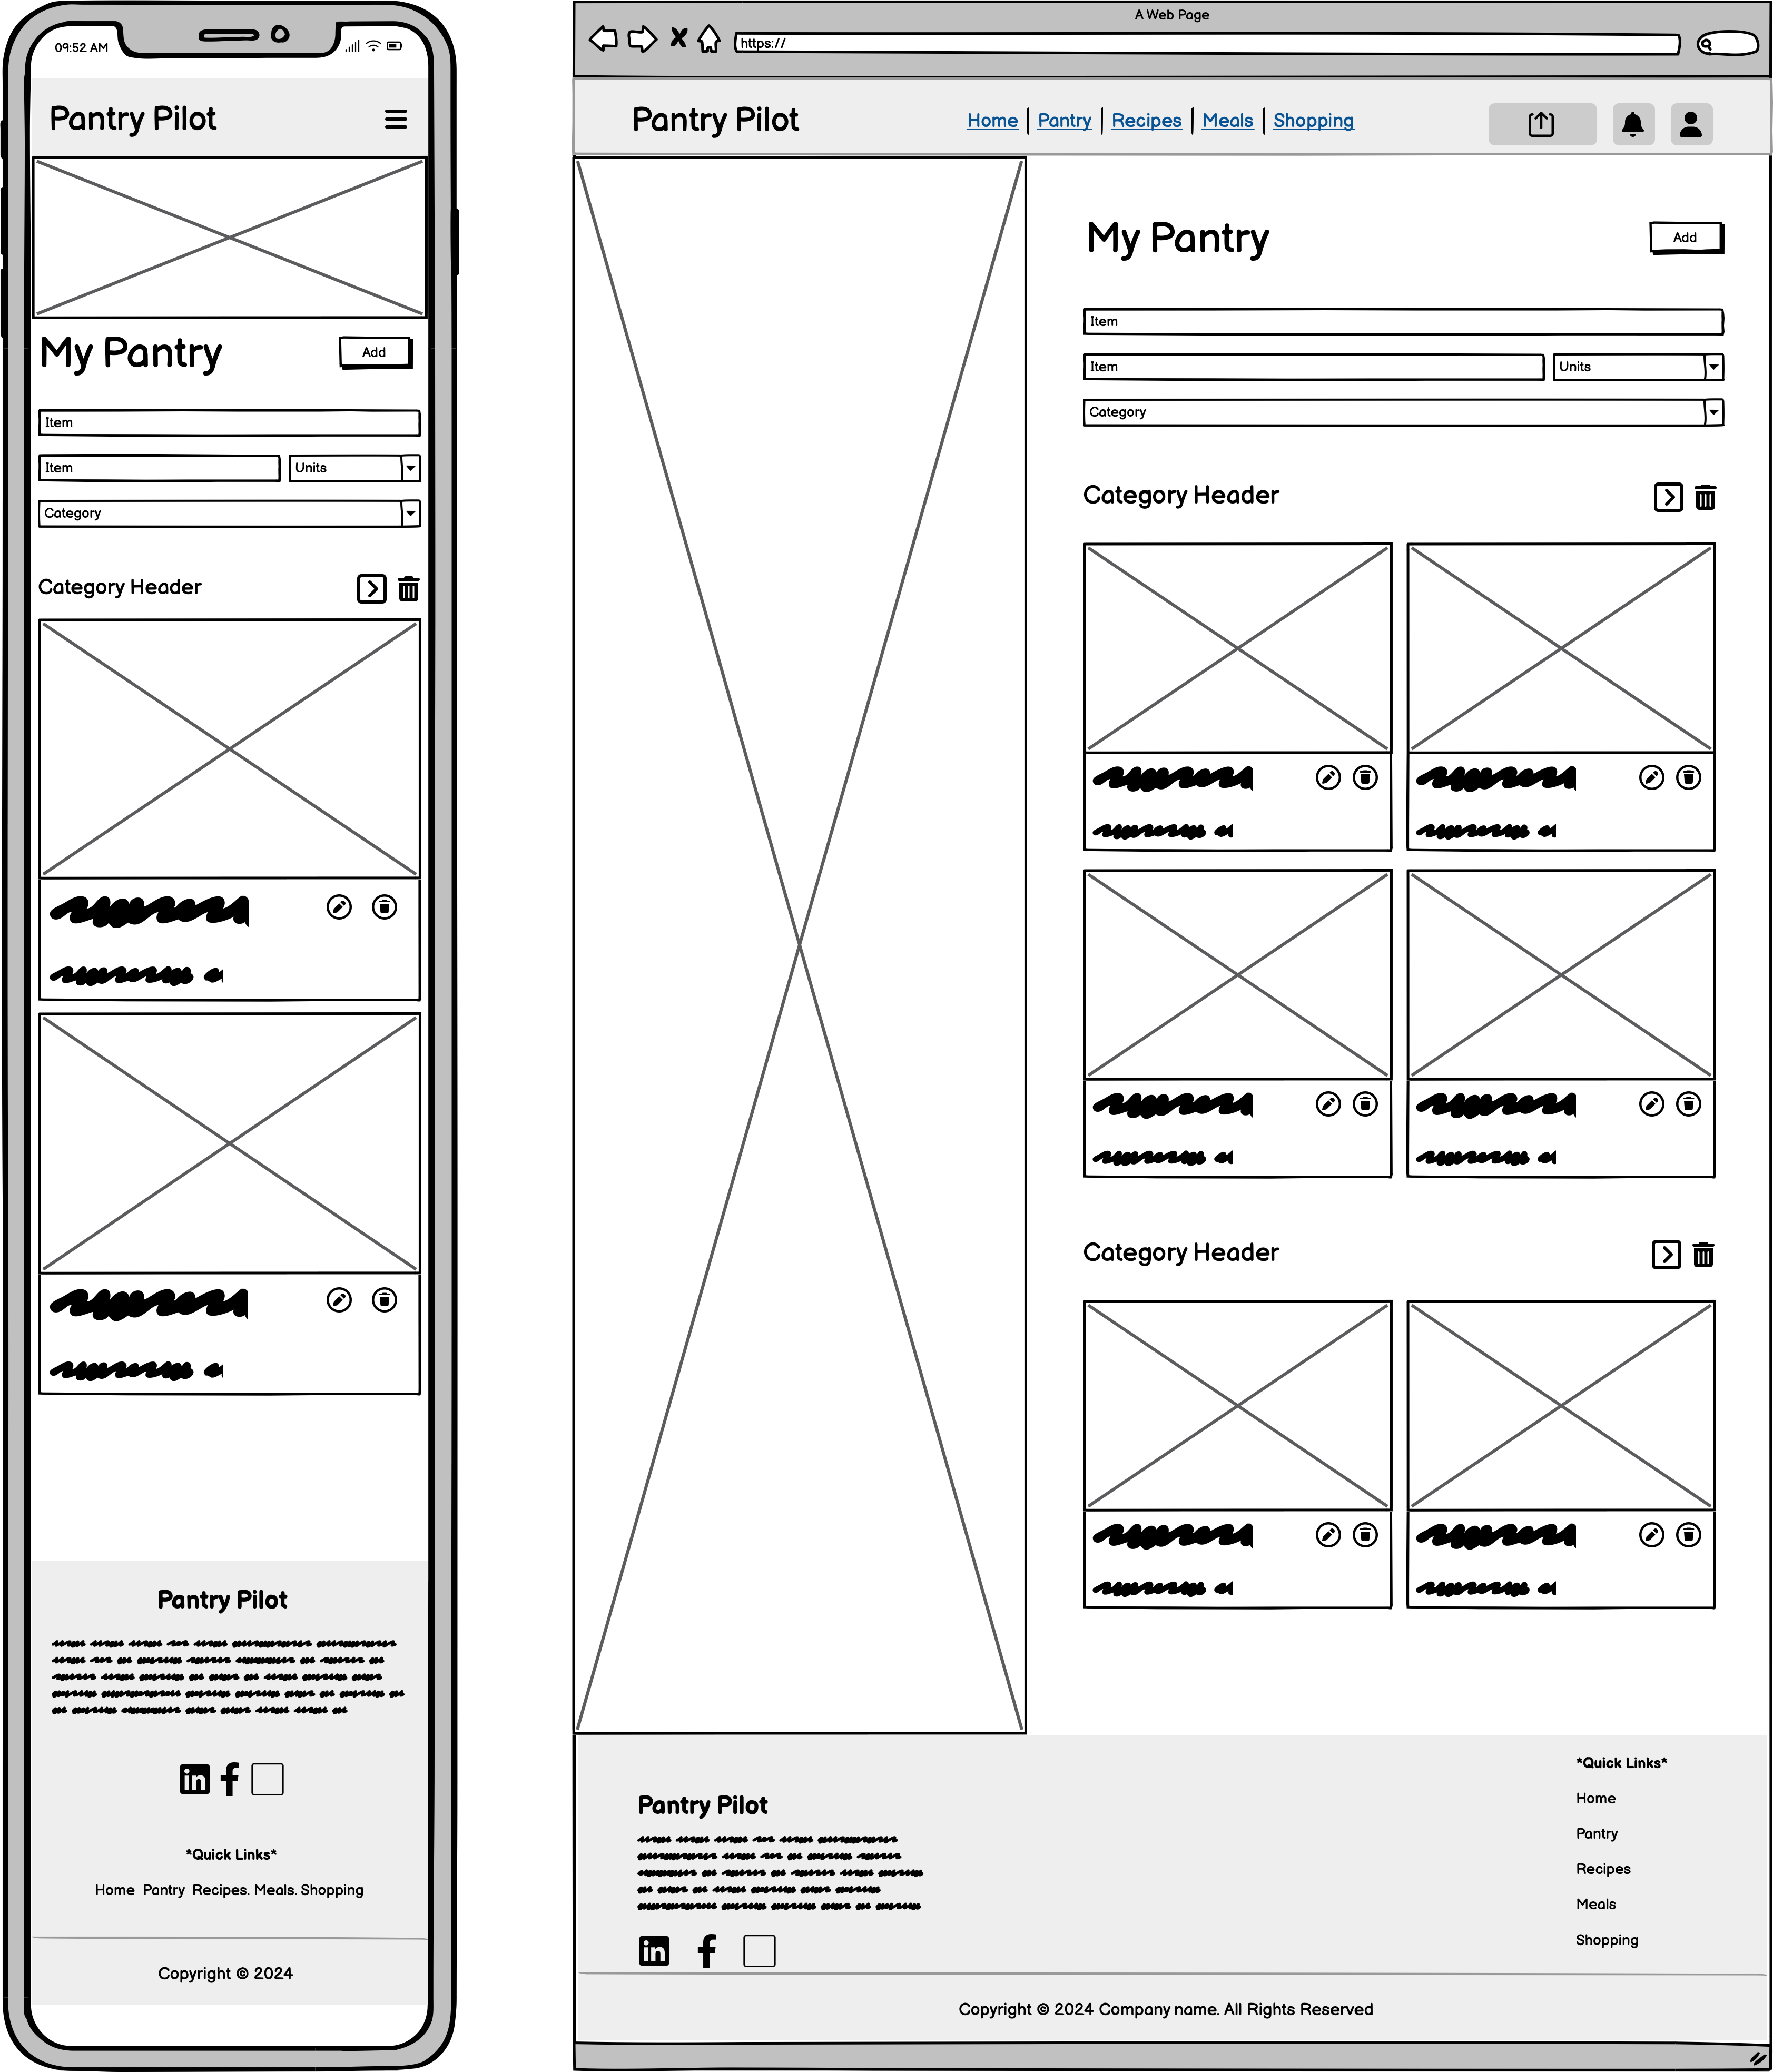 09:52 AM
Pantry Pilot
My Pantry
Add
Item
Item
Units
Category
Category Header
Pantry Pilot
*Quick Links*
Home Pantry Recipes. Meals. Shopping
Copyright © 2024
A Web Page
https://
Pantry Pilot
Home | Pantry | Recipes | Meals | Shopping
My Pantry
Add
Item
Item
Units
Category
Category Header
Category Header
Pantry Pilot
*Quick Links*
Home
Pantry
Recipes
Meals
Shopping
in
f
Copyright © 2024 Company name. All Rights Reserved